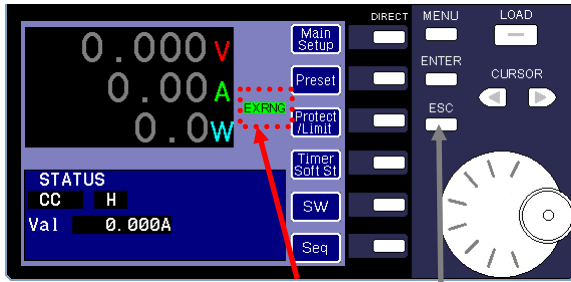 DIRECT MENU LOAD
0.000V
Main
Setup
ENTER
0.00A
Preset
CURSOR
EXRNG
ESC
0.0W
Protect
/Limit
STATUS
Timer
Soft St
CC H
SW
Val 0.000A
Seq